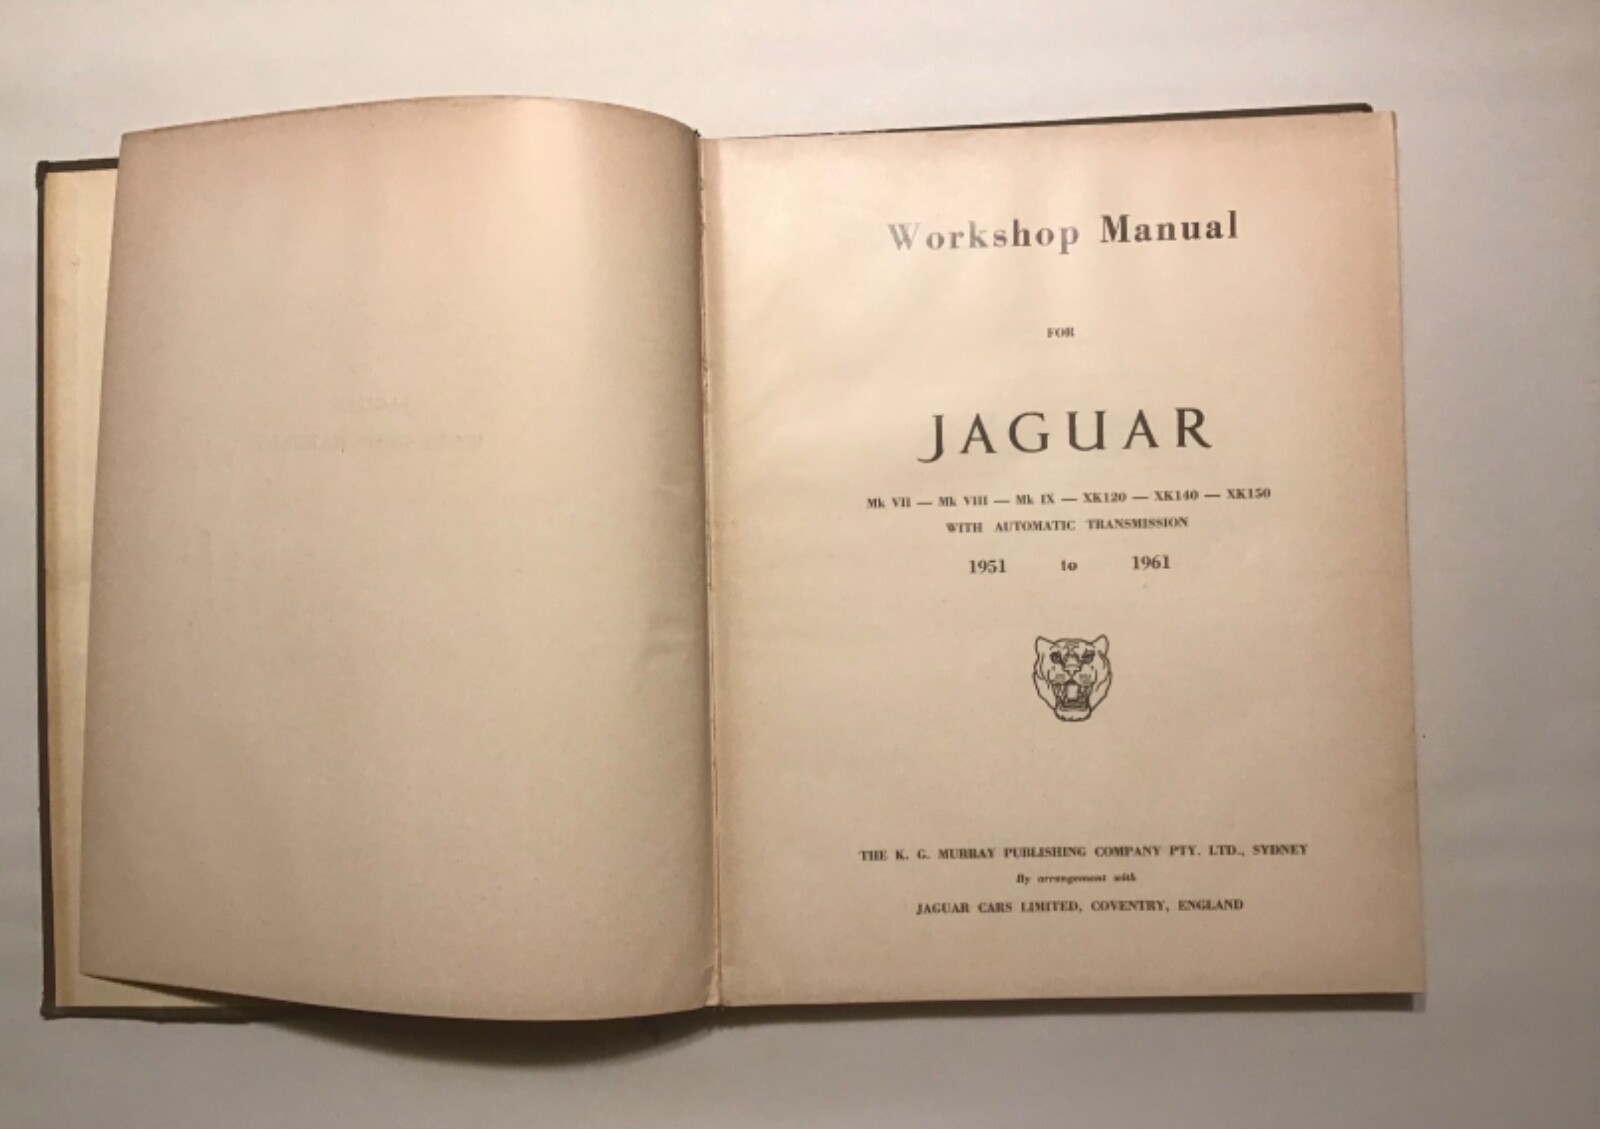 Workshop Manual
FOR
JAGUAR
Mk VII — Mk VIII — Mk IX — XK120 — XK140 — XK150
WITH AUTOMATIC TRANSMISSION
1951 to 1961
THE K. G. MURRAY PUBLISHING COMPANY PTY. LTD., SYDNEY
By arrangement with
JAGUAR CARS LIMITED, COVENTRY, ENGLAND